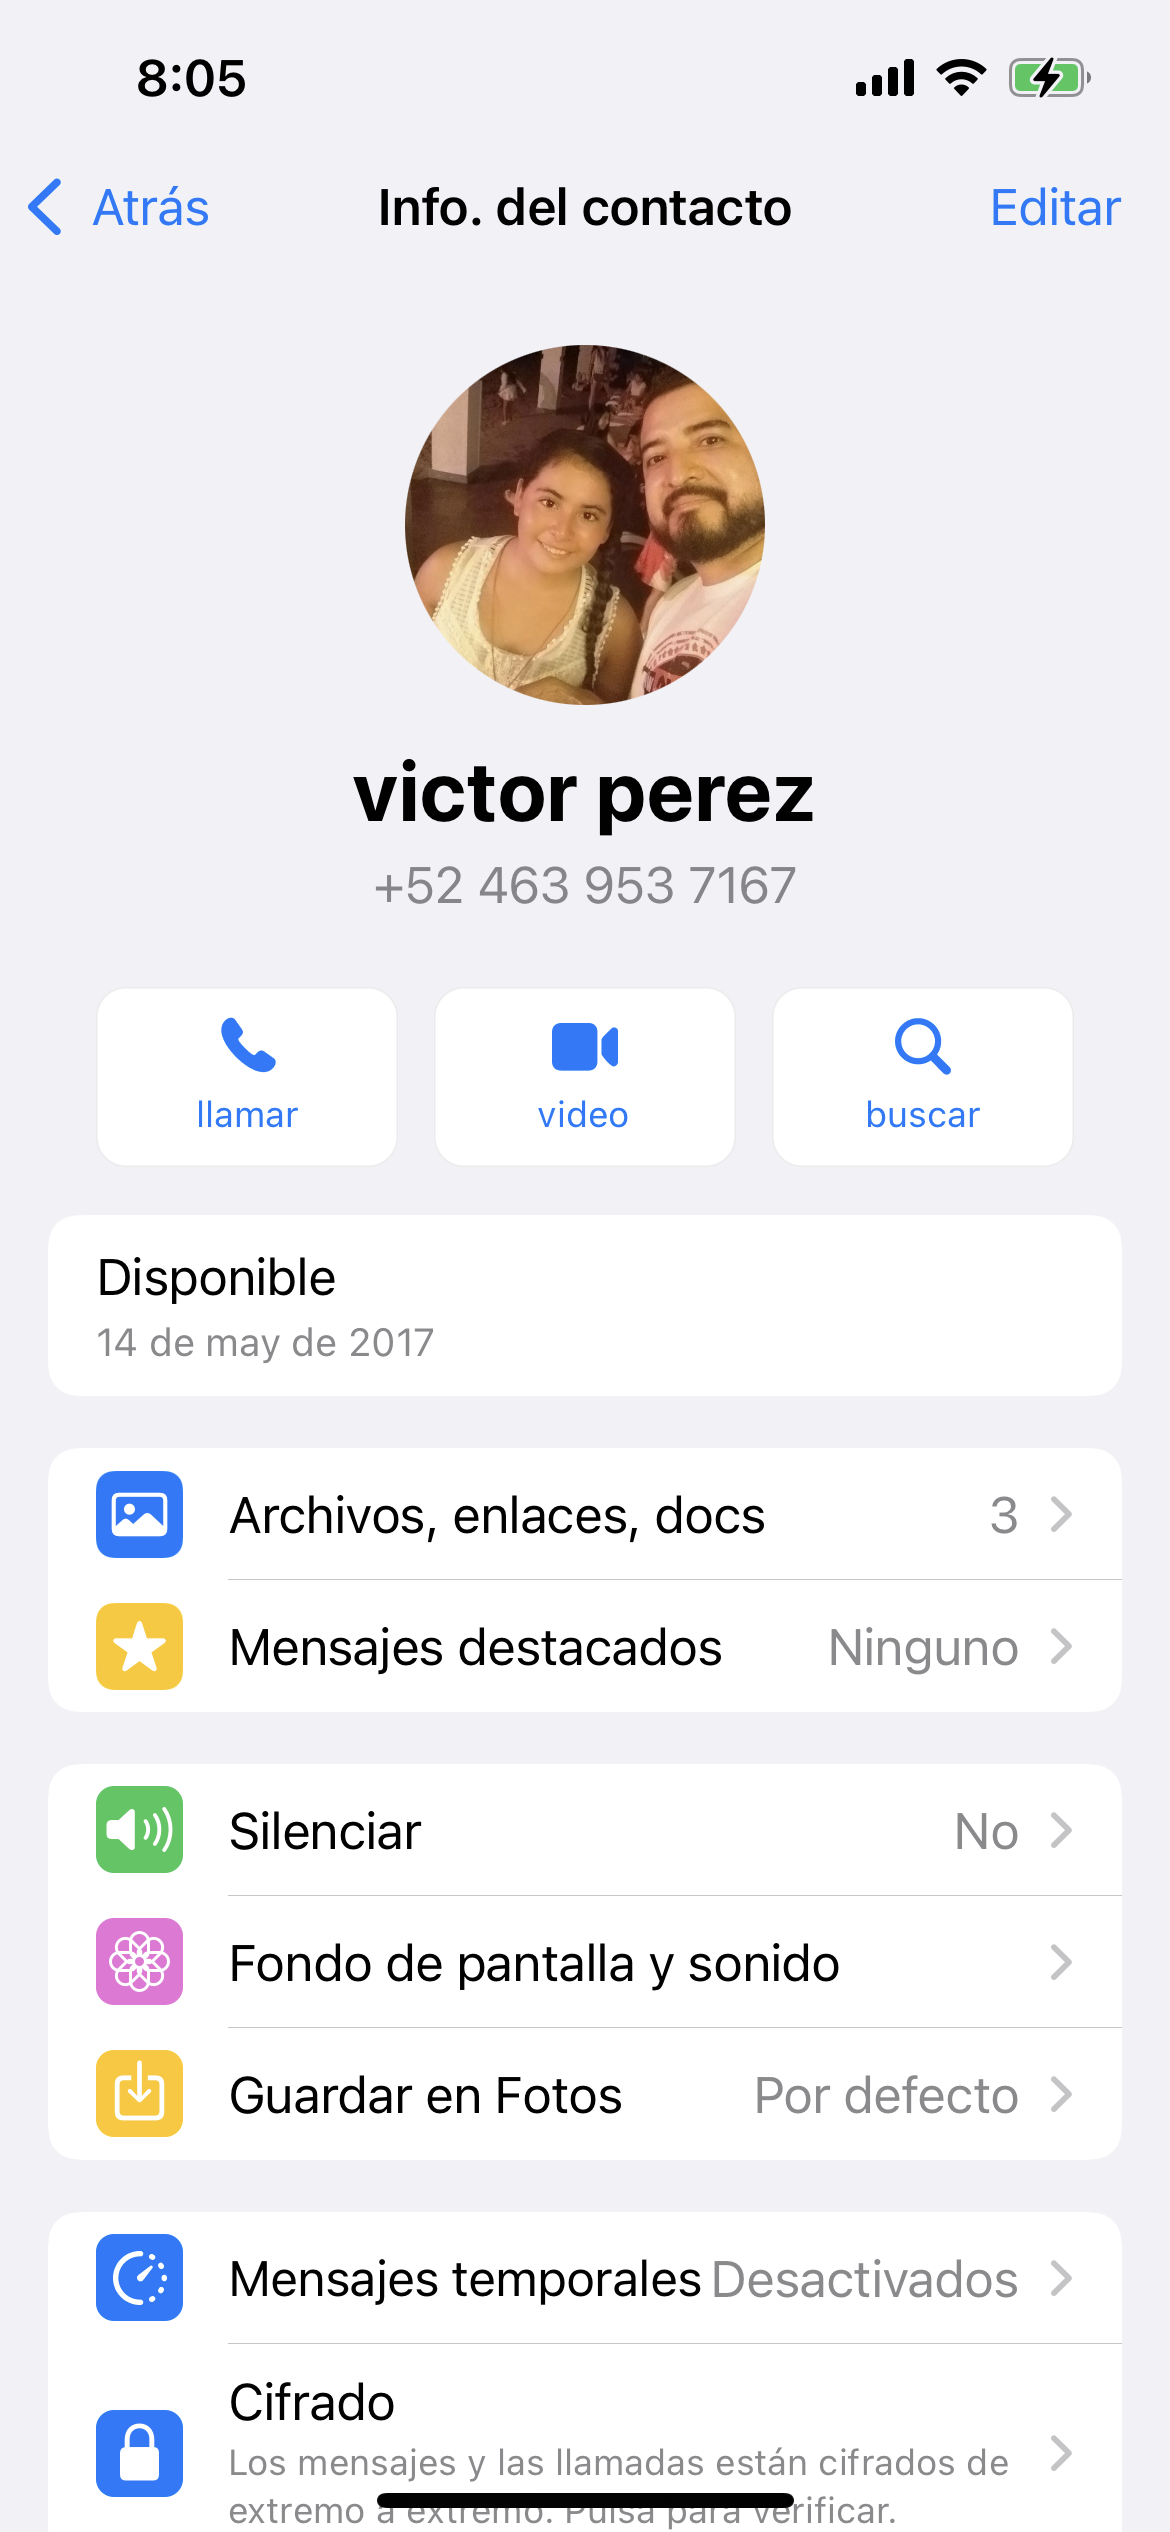 8:05
Atrás
Info. del contacto
Editar
victor perez
+52 463 953 7167
llamar
video
buscar
Disponible
14 de may de 2017
Archivos, enlaces, docs
3
Mensajes destacados
Ninguno
Silenciar
No
Fondo de pantalla y sonido
Guardar en Fotos
Por defecto
Mensajes temporales
Desactivados
Cifrado
Los mensajes y las llamadas están cifrados de
extremo a extremo. Pulsa para verificar.